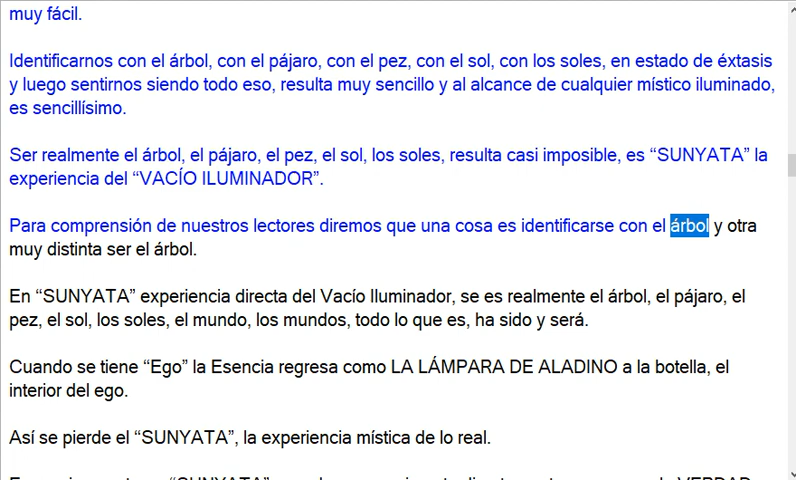 muy fácil.
Identificarnos con el árbol, con el pájaro, con el pez, con el sol, con los soles, en estado de éxtasis
y luego sentirnos siendo todo eso, resulta muy sencillo y al alcance de cualquier místico iluminado,
es sencillísimo.
Ser realmente el árbol, el pájaro, el pez, el sol, los soles, resulta casi imposible, es “SUNYATA” la
experiencia del “VACÍO ILUMINADOR”.
Para comprensión de nuestros lectores diremos que una cosa es identificarse con el árbol y otra
muy distinta ser el árbol.
En “SUNYATA” experiencia directa del Vacío Iluminador, se es realmente el árbol, el pájaro, el
pez, el sol, los soles, el mundo, los mundos, todo lo que es, ha sido y será.
Cuando se tiene “Ego” la Esencia regresa como LA LÁMPARA DE ALADINO a la botella, el
interior del ego.
Así se pierde el “SUNYATA”, la experiencia mística de lo real.